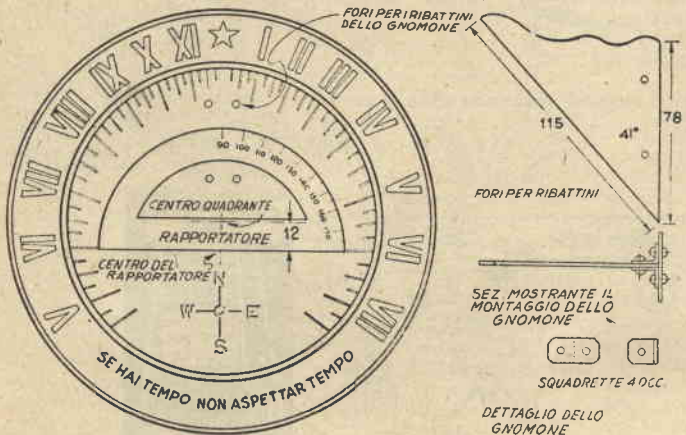 FORI PER I RIBATTINI
DELLO GNOMONE
V VI VII VIII IX X XI ☆ I II III IV V VI VII
90 100 110 120 130 140 150 160 170
CENTRO QUADRANTE
RAPPORTATORE
12
CENTRO DEL
RAPPORTATORE
N
W E
S
SE HAI TEMPO NON ASPETTAR TEMPO
115
41°
78
FORI PER RIBATTINI
SEZ. MOSTRANTE IL
MONTAGGIO DELLO
GNOMONE
SQUADRETTE 4 OCC.
DETTAGLIO DELLO
GNOMONE